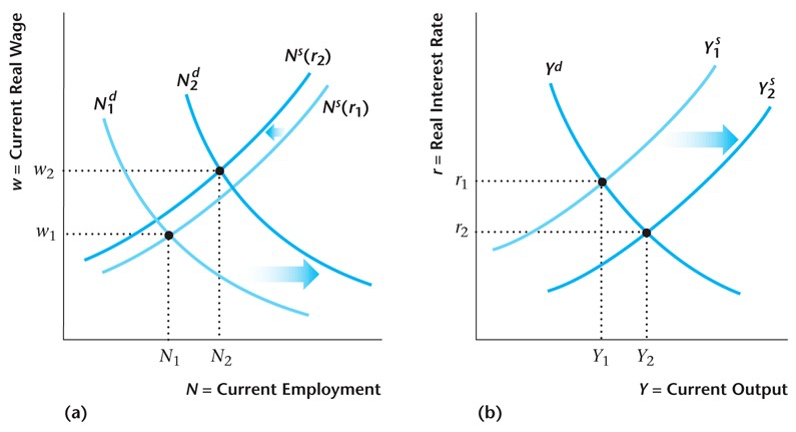 w = Current Real Wage
N₁ᵈ
N₂ᵈ
Nˢ(r₂)
Nˢ(r₁)
w₂
w₁
N₁
N₂
N = Current Employment
(a)
r = Real Interest Rate
Yᵈ
Y₁ˢ
Y₂ˢ
r₁
r₂
Y₁
Y₂
Y = Current Output
(b)